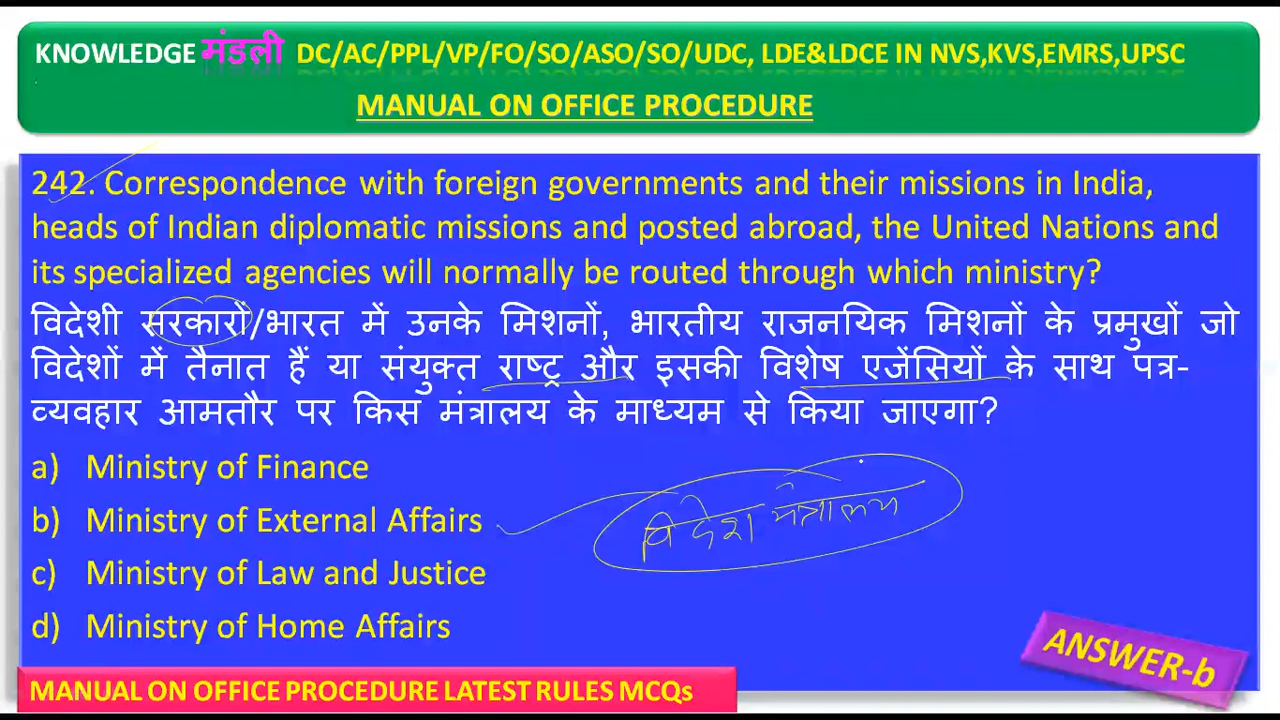 KNOWLEDGE मंडली DC/AC/PPL/VP/FO/SO/ASO/SO/UDC, LDE&LDCE IN NVS,KVS,EMRS,UPSC
MANUAL ON OFFICE PROCEDURE
242. Correspondence with foreign governments and their missions in India,
heads of Indian diplomatic missions and posted abroad, the United Nations and
its specialized agencies will normally be routed through which ministry?
विदेशी सरकारों/भारत में उनके मिशनों, भारतीय राजनयिक मिशनों के प्रमुखों जो
विदेशों में तैनात हैं या संयुक्त राष्ट्र और इसकी विशेष एजेंसियों के साथ पत्र-
व्यवहार आमतौर पर किस मंत्रालय के माध्यम से किया जाएगा?
a) Ministry of Finance
b) Ministry of External Affairs
विदेश मंत्रालय
c) Ministry of Law and Justice
d) Ministry of Home Affairs
ANSWER-b
MANUAL ON OFFICE PROCEDURE LATEST RULES MCQs